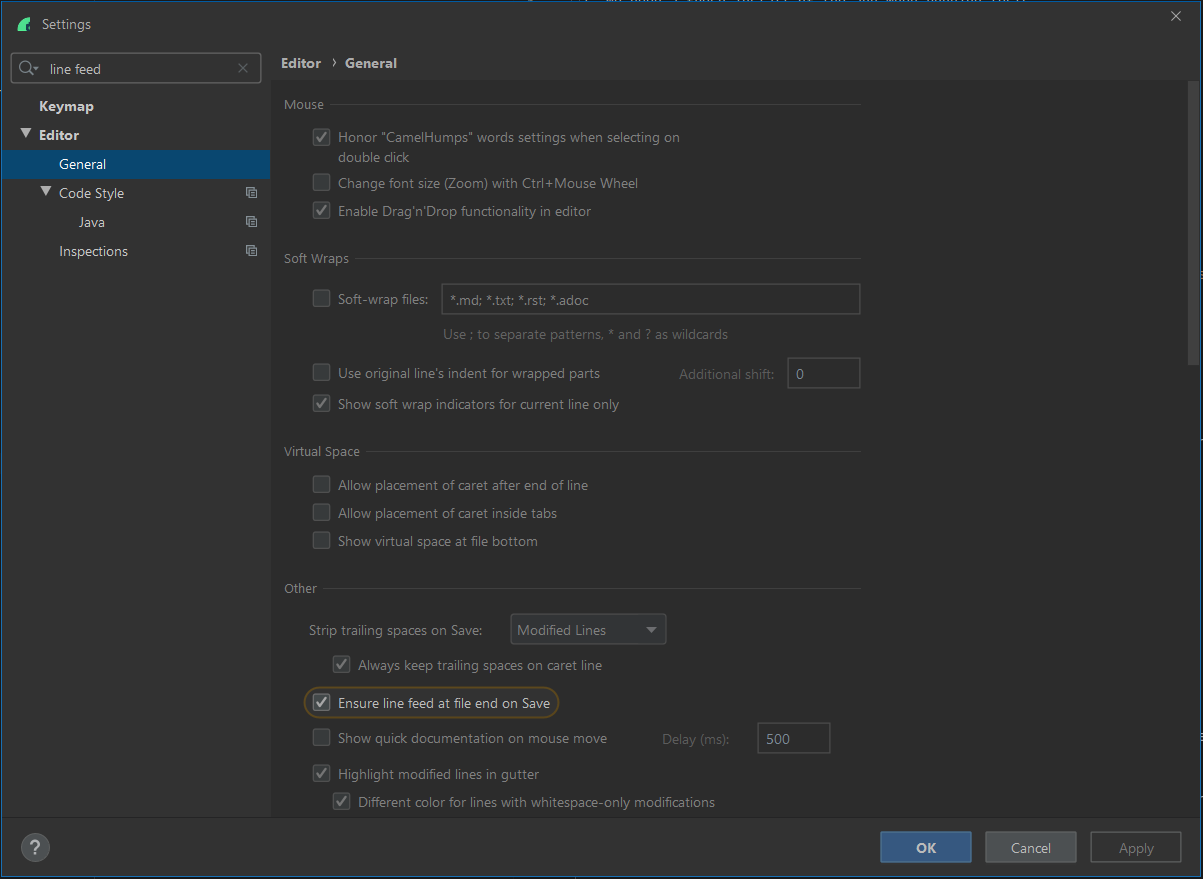 Settings
line feed
Keymap
Editor
General
Code Style
Java
Inspections
Editor › General
Mouse
Honor "CamelHumps" words settings when selecting on
double click
Change font size (Zoom) with Ctrl+Mouse Wheel
Enable Drag'n'Drop functionality in editor
Soft Wraps
Soft-wrap files: *.md; *.txt; *.rst; *.adoc
Use ; to separate patterns, * and ? as wildcards
Use original line's indent for wrapped parts Additional shift: 0
Show soft wrap indicators for current line only
Virtual Space
Allow placement of caret after end of line
Allow placement of caret inside tabs
Show virtual space at file bottom
Other
Strip trailing spaces on Save: Modified Lines
Always keep trailing spaces on caret line
Ensure line feed at file end on Save
Show quick documentation on mouse move Delay (ms): 500
Highlight modified lines in gutter
Different color for lines with whitespace-only modifications
? OK Cancel Apply